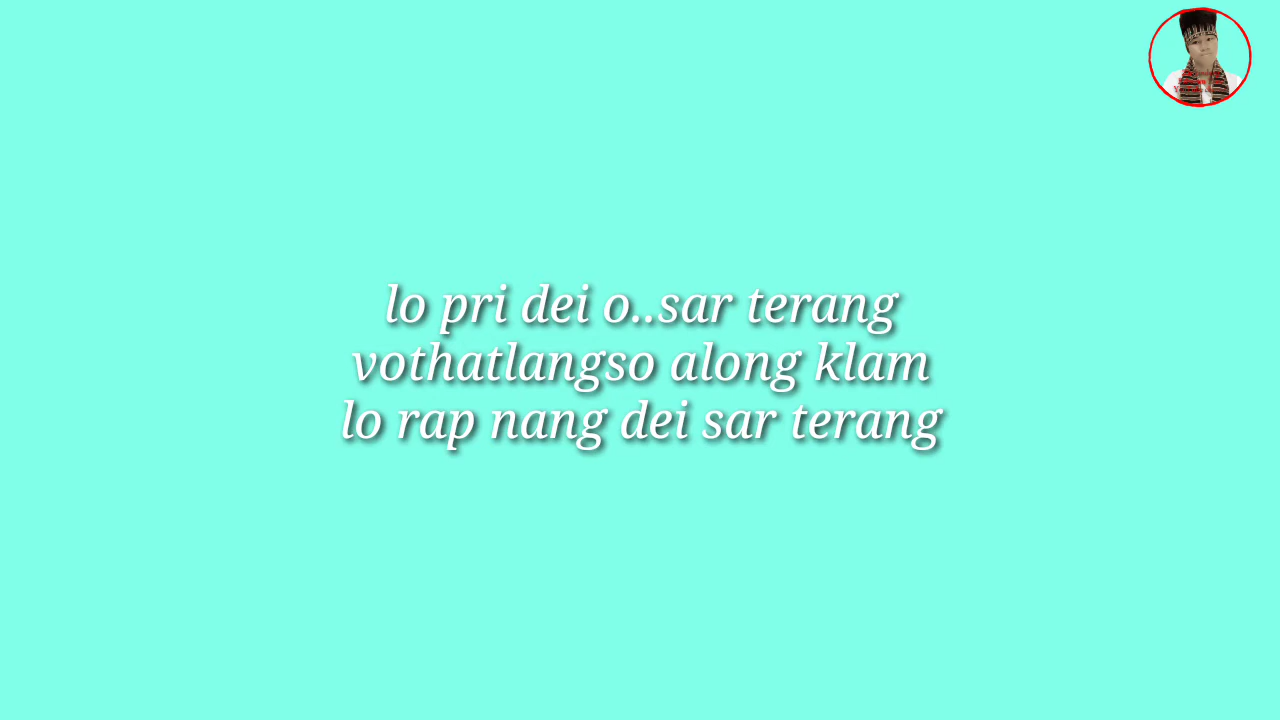 lo pri dei o..sar terang
vothatlangso along klam
lo rap nang dei sar terang